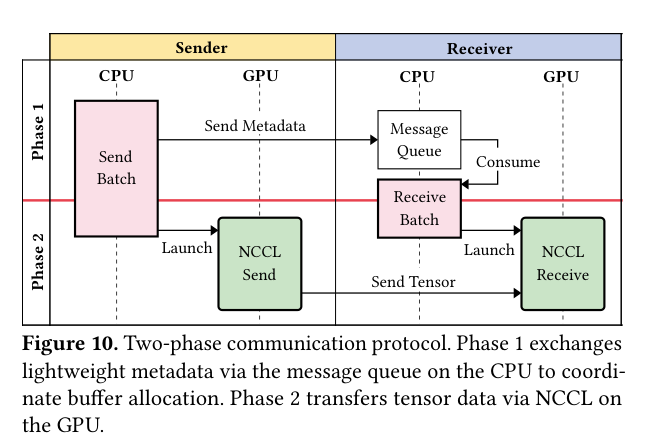 Sender
Receiver
CPU
GPU
CPU
GPU
Phase 1
Send
Batch
Send Metadata
Message
Queue
Consume
Receive
Batch
Phase 2
Launch
NCCL
Send
Send Tensor
Launch
NCCL
Receive
Figure 10. Two-phase communication protocol. Phase 1 exchanges
lightweight metadata via the message queue on the CPU to coordi-
nate buffer allocation. Phase 2 transfers tensor data via NCCL on
the GPU.